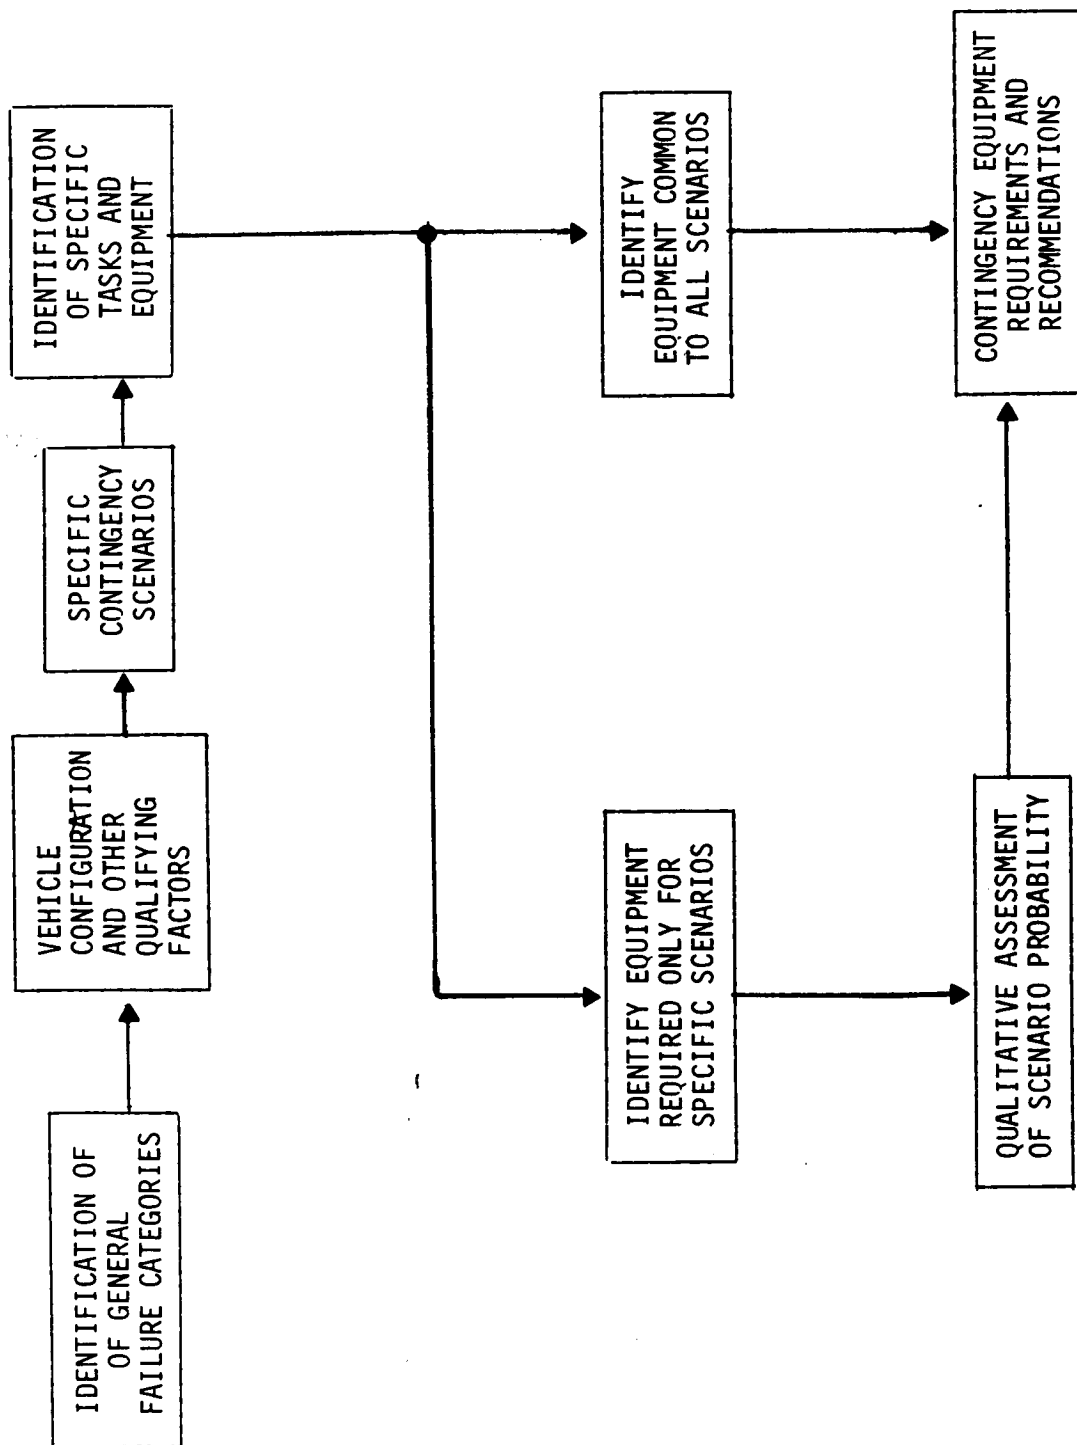 IDENTIFICATION OF
OF GENERAL
FAILURE CATEGORIES
VEHICLE
CONFIGURATION
AND OTHER
QUALIFYING
FACTORS
SPECIFIC
CONTINGENCY
SCENARIOS
IDENTIFICATION
OF SPECIFIC
TASKS AND
EQUIPMENT
IDENTIFY EQUIPMENT
REQUIRED ONLY FOR
SPECIFIC SCENARIOS
IDENTIFY
EQUIPMENT COMMON
TO ALL SCENARIOS
QUALITATIVE ASSESSMENT
OF SCENARIO PROBABILITY
CONTINGENCY EQUIPMENT
REQUIREMENTS AND
RECOMMENDATIONS